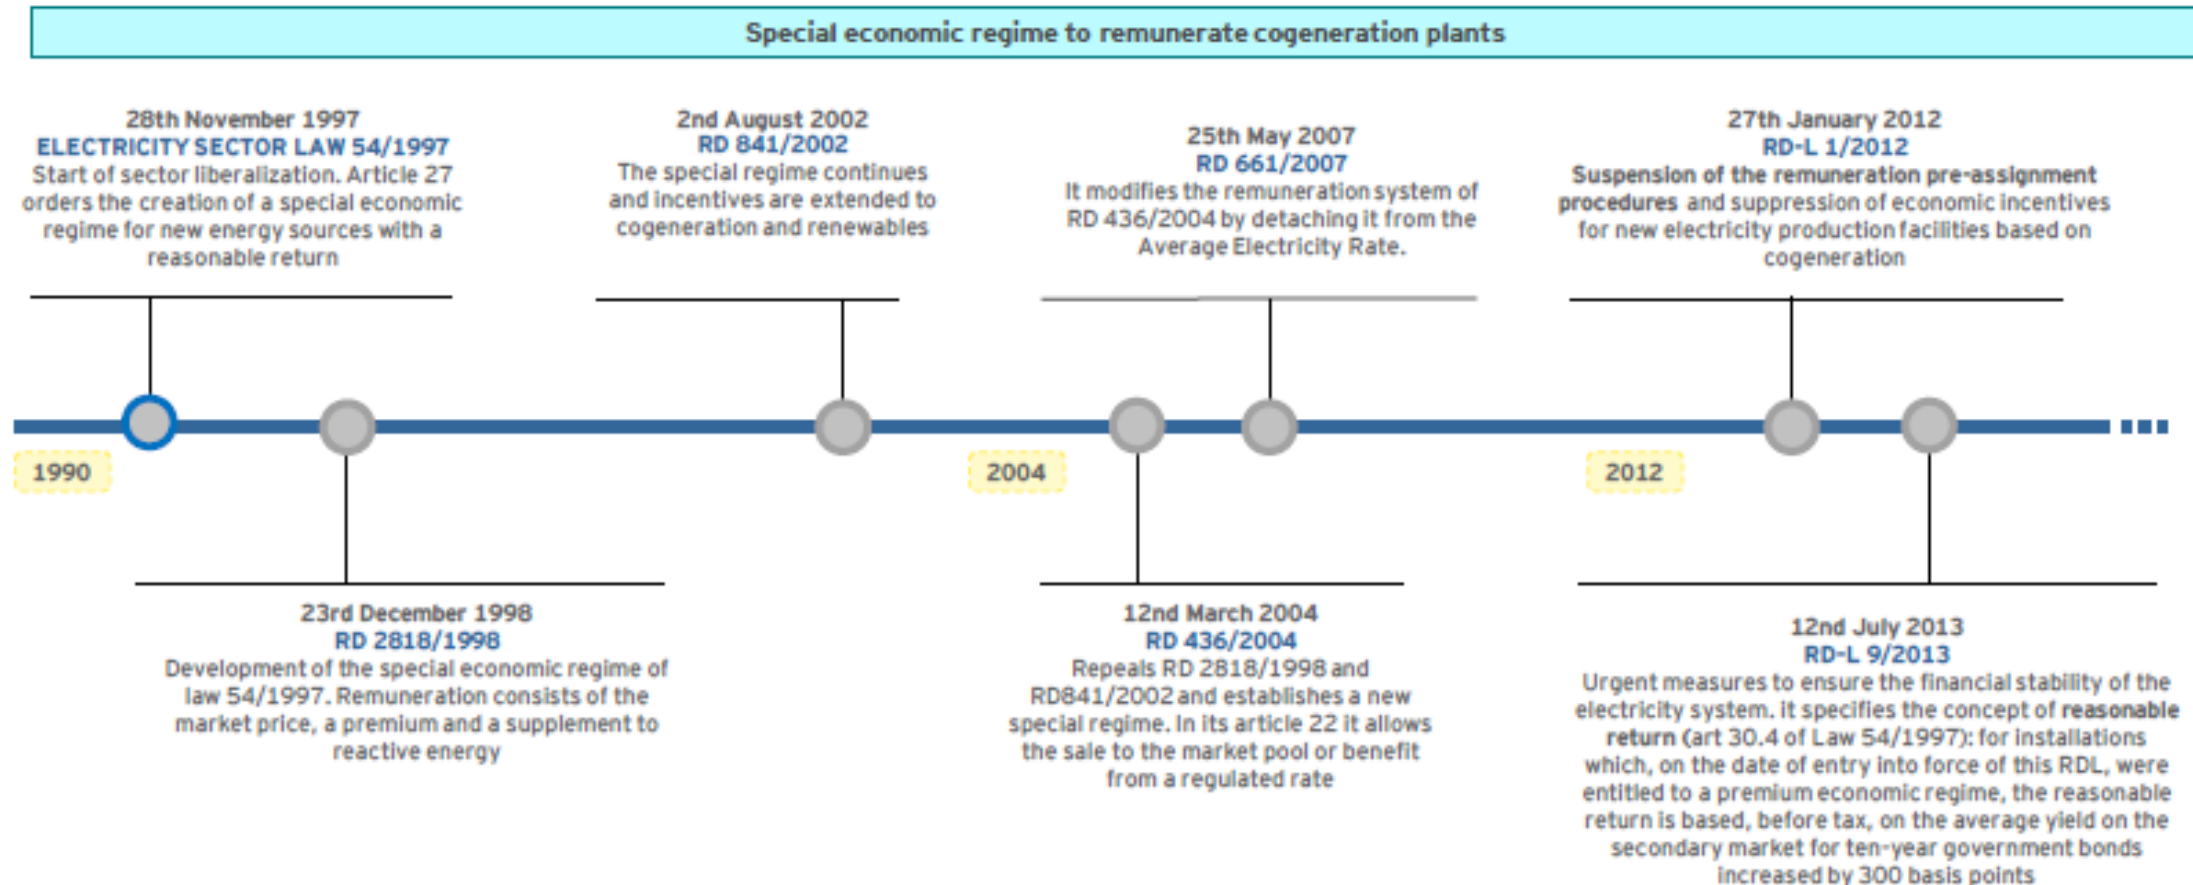 Special economic regime to remunerate cogeneration plants
28th November 1997
ELECTRICITY SECTOR LAW 54/1997
Start of sector liberalization. Article 27
orders the creation of a special economic
regime for new energy sources with a
reasonable return
2nd August 2002
RD 841/2002
The special regime continues
and incentives are extended to
cogeneration and renewables
25th May 2007
RD 661/2007
It modifies the remuneration system of
RD 436/2004 by detaching it from the
Average Electricity Rate.
27th January 2012
RD-L 1/2012
Suspension of the remuneration pre-assignment
procedures and suppression of economic incentives
for new electricity production facilities based on
cogeneration
1990
2004
2012
23rd December 1998
RD 2818/1998
Development of the special economic regime of
law 54/1997. Remuneration consists of the
market price, a premium and a supplement to
reactive energy
12nd March 2004
RD 436/2004
Repeals RD 2818/1998 and
RD841/2002 and establishes a new
special regime. In its article 22 it allows
the sale to the market pool or benefit
from a regulated rate
12nd July 2013
RD-L 9/2013
Urgent measures to ensure the financial stability of the
electricity system. it specifies the concept of reasonable
return (art 30.4 of Law 54/1997): for installations
which, on the date of entry into force of this RDL, were
entitled to a premium economic regime, the reasonable
return is based, before tax, on the average yield on the
secondary market for ten-year government bonds
increased by 300 basis points